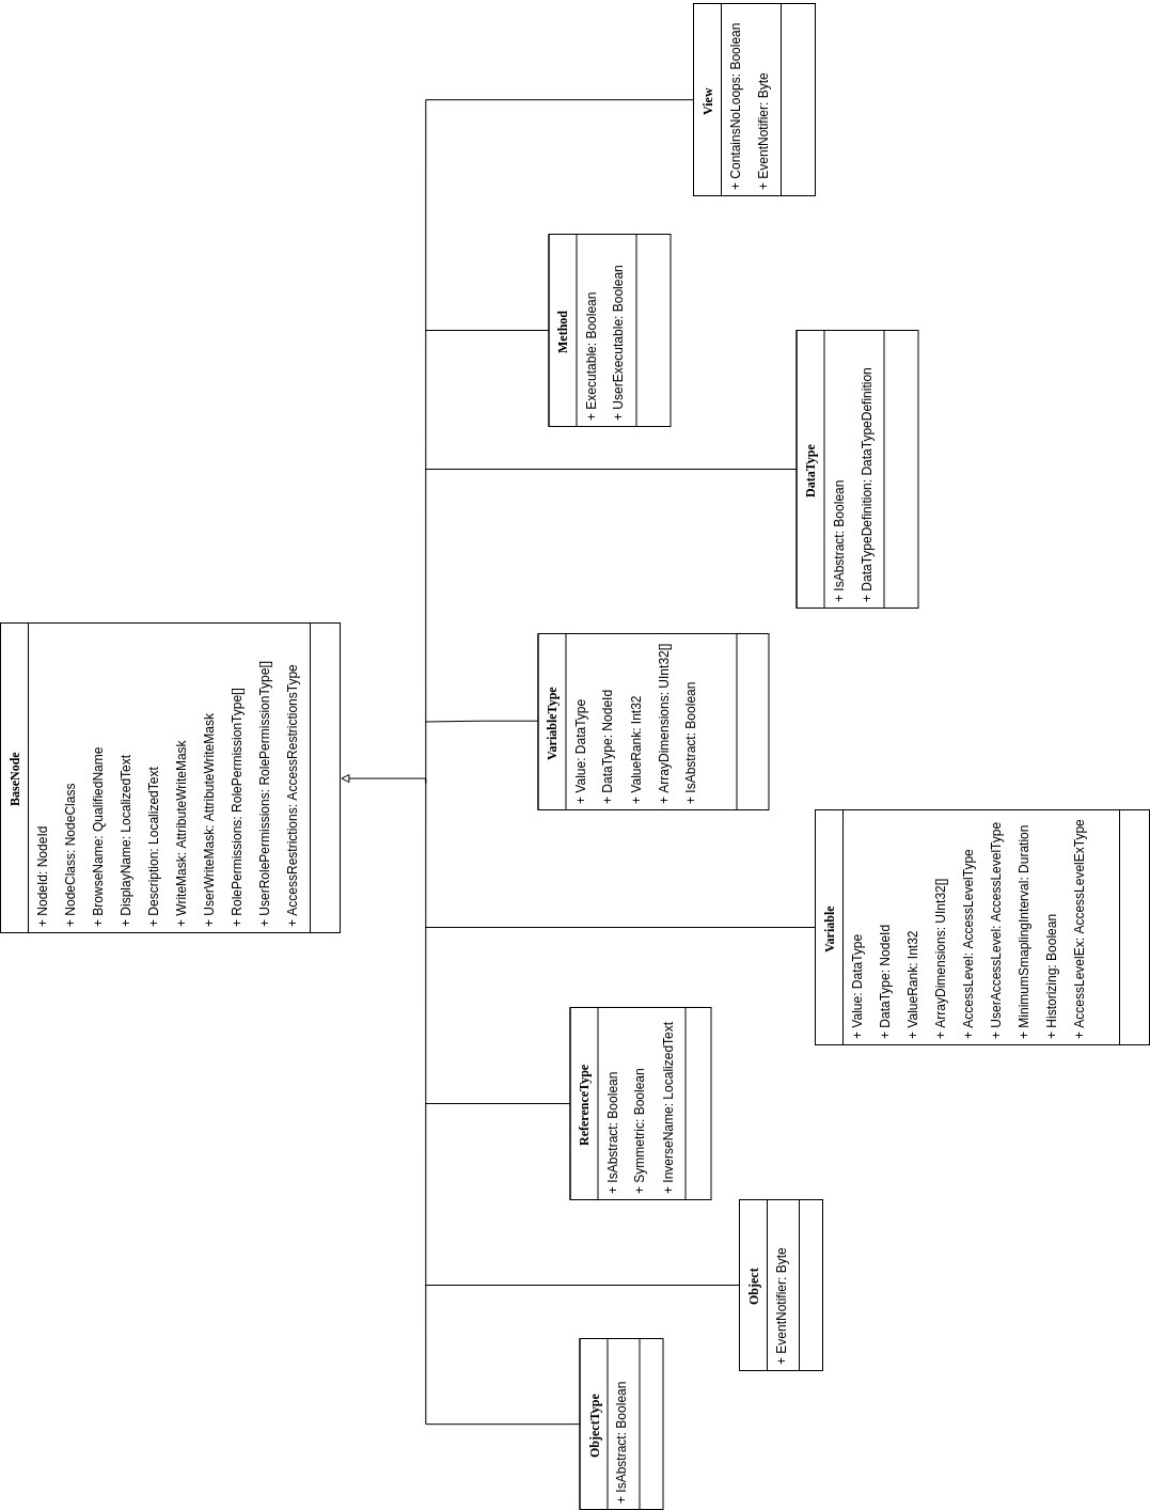 BaseNode
+ NodeId: NodeId
+ NodeClass: NodeClass
+ BrowseName: QualifiedName
+ DisplayName: LocalizedText
+ Description: LocalizedText
+ WriteMask: AttributeWriteMask
+ UserWriteMask: AttributeWriteMask
+ RolePermissions: RolePermissionType[]
+ UserRolePermissions: RolePermissionType[]
+ AccessRestrictions: AccessRestrictionsType
ObjectType
+ IsAbstract: Boolean
Object
+ EventNotifier: Byte
ReferenceType
+ IsAbstract: Boolean
+ Symmetric: Boolean
+ InverseName: LocalizedText
Variable
+ Value: DataType
+ DataType: NodeId
+ ValueRank: Int32
+ ArrayDimensions: UInt32[]
+ AccessLevel: AccessLevelType
+ UserAccessLevel: AccessLevelType
+ MinimumSmaplingInterval: Duration
+ Historizing: Boolean
+ AccessLevelEx: AccessLevelExType
VariableType
+ Value: DataType
+ DataType: NodeId
+ ValueRank: Int32
+ ArrayDimensions: UInt32[]
+ IsAbstract: Boolean
DataType
+ IsAbstract: Boolean
+ DataTypeDefinition: DataTypeDefinition
Method
+ Executable: Boolean
+ UserExecutable: Boolean
View
+ ContainsNoLoops: Boolean
+ EventNotifier: Byte